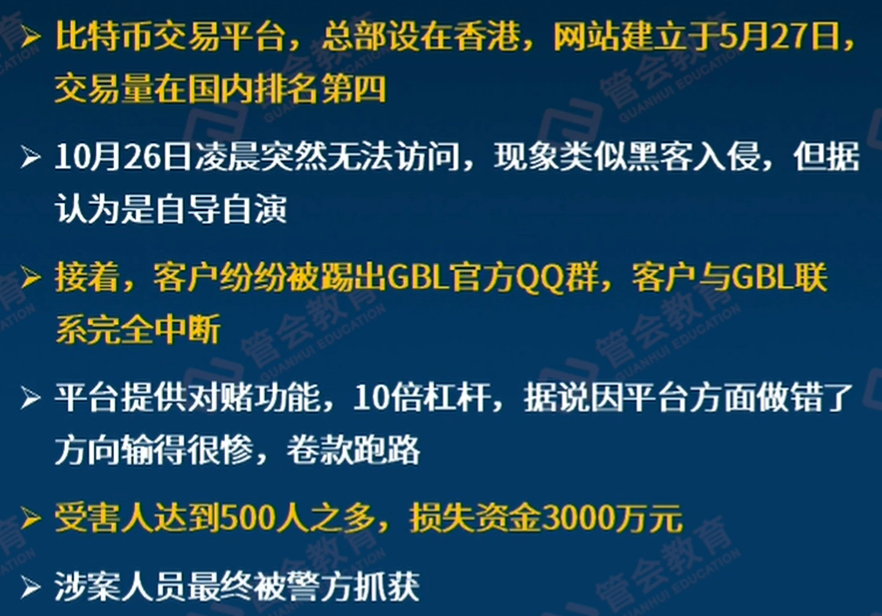 ➢ 比特币交易平台，总部设在香港，网站建立于5月27日，
交易量在国内排名第四
➢ 10月26日凌晨突然无法访问，现象类似黑客入侵，但据
认为是自导自演
➢ 接着，客户纷纷被踢出GBL官方QQ群，客户与GBL联
系完全中断
➢ 平台提供对赌功能，10倍杠杆，据说因平台方面做错了
方向输得很惨，卷款跑路
➢ 受害人达到500人之多，损失资金3000万元
➢ 涉案人员最终被警方抓获
管会教育
GUANHUI EDUCATION